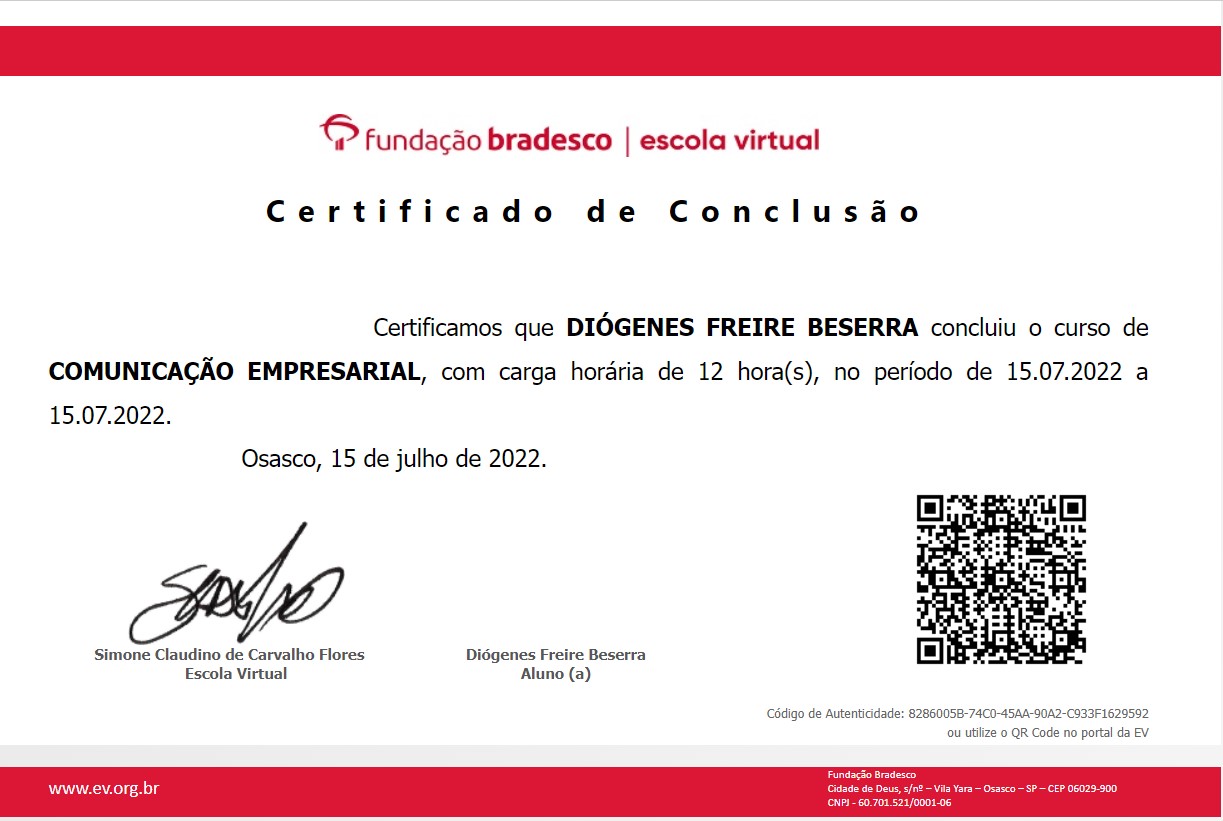 fundação bradesco | escola virtual
Certificado de Conclusão
Certificamos que DIÓGENES FREIRE BESERRA concluiu o curso de
COMUNICAÇÃO EMPRESARIAL, com carga horária de 12 hora(s), no período de 15.07.2022 a
15.07.2022.
Osasco, 15 de julho de 2022.
Simone Claudino de Carvalho Flores
Escola Virtual
Diógenes Freire Beserra
Aluno (a)
Código de Autenticidade: 8286005B-74C0-45AA-90A2-C933F1629592
ou utilize o QR Code no portal da EV
www.ev.org.br
Fundação Bradesco
Cidade de Deus, s/nº – Vila Yara – Osasco – SP – CEP 06029-900
CNPJ - 60.701.521/0001-06